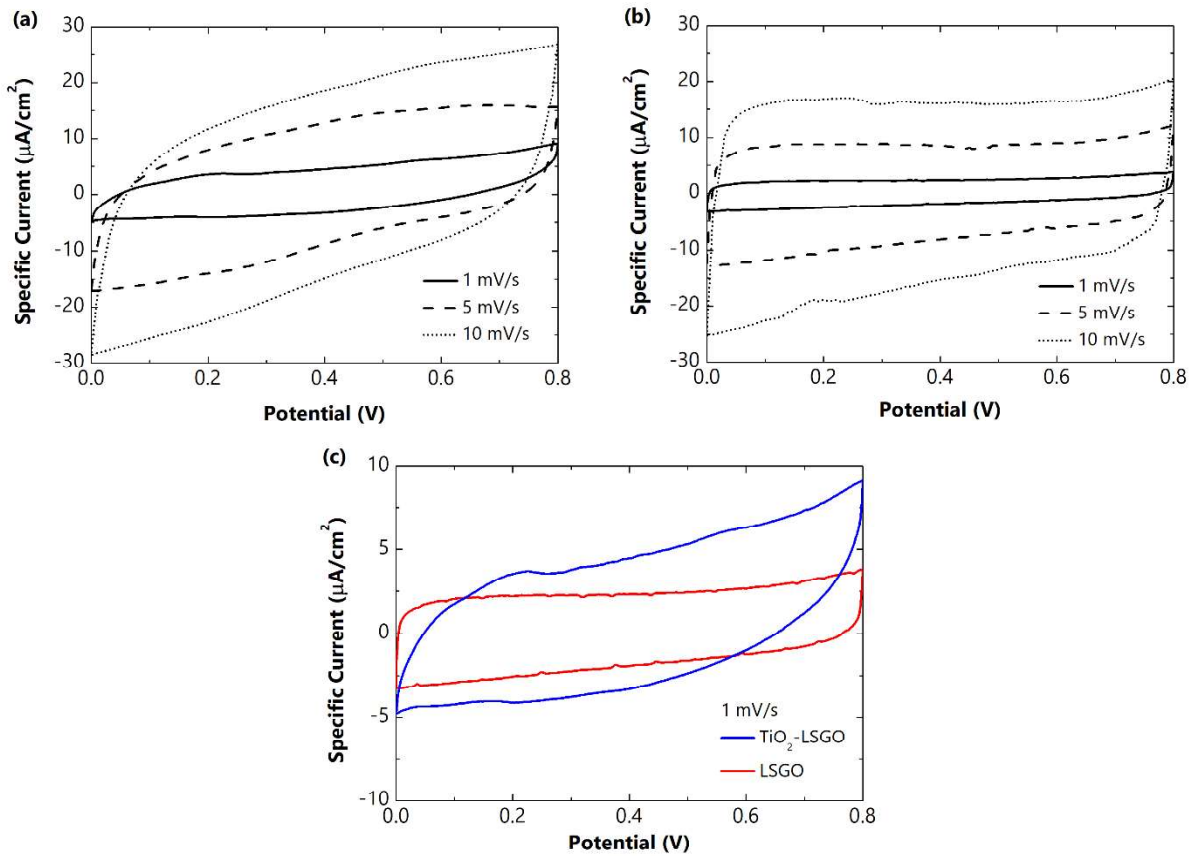 (a)
30
20
10
0
-10
-20
-30
Specific Current (µA/cm²)
1 mV/s
5 mV/s
10 mV/s
0.0 0.2 0.4 0.6 0.8
Potential (V)
(b)
30
20
10
0
-10
-20
-30
Specific Current (µA/cm²)
1 mV/s
5 mV/s
10 mV/s
0.0 0.2 0.4 0.6 0.8
Potential (V)
(c)
10
5
0
-5
-10
Specific Current (µA/cm²)
1 mV/s
TiO₂-LSGO
LSGO
0.0 0.2 0.4 0.6 0.8
Potential (V)